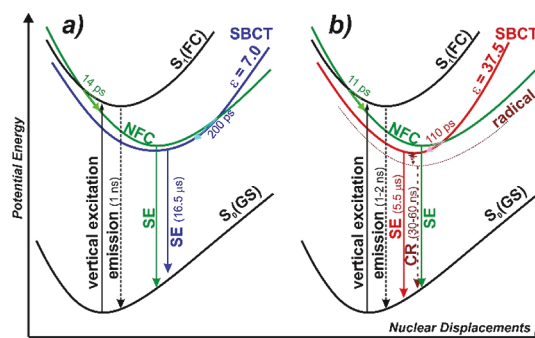 Potential Energy
a)
S₁(FC)
SBCT
ε = 7.0
14 ps
NFC
200 ps
vertical excitation
emission (1 ns)
SE
SE (16.5 μs)
S₀(GS)
b)
S₁(FC)
SBCT
ε = 37.5
radical
11 ps
NFC
110 ps
vertical excitation
emission (1-2 ns)
SE (5.5 μs)
CR (30-60 ns)
SE
S₀(GS)
Nuclear Displacements